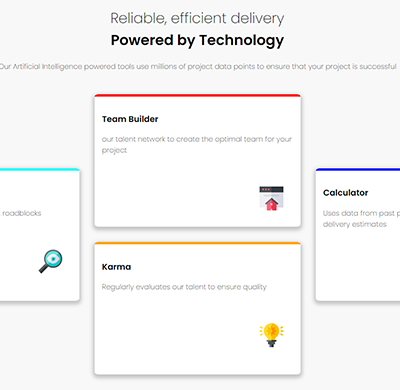 Reliable, efficient delivery
Powered by Technology
Our Artificial Intelligence powered tools use millions of project data points to ensure that your project is successful
Team Builder
our talent network to create the optimal team for your
project
roadblocks
Calculator
Uses data from past
delivery estimates
Karma
Regularly evaluates our talent to ensure quality